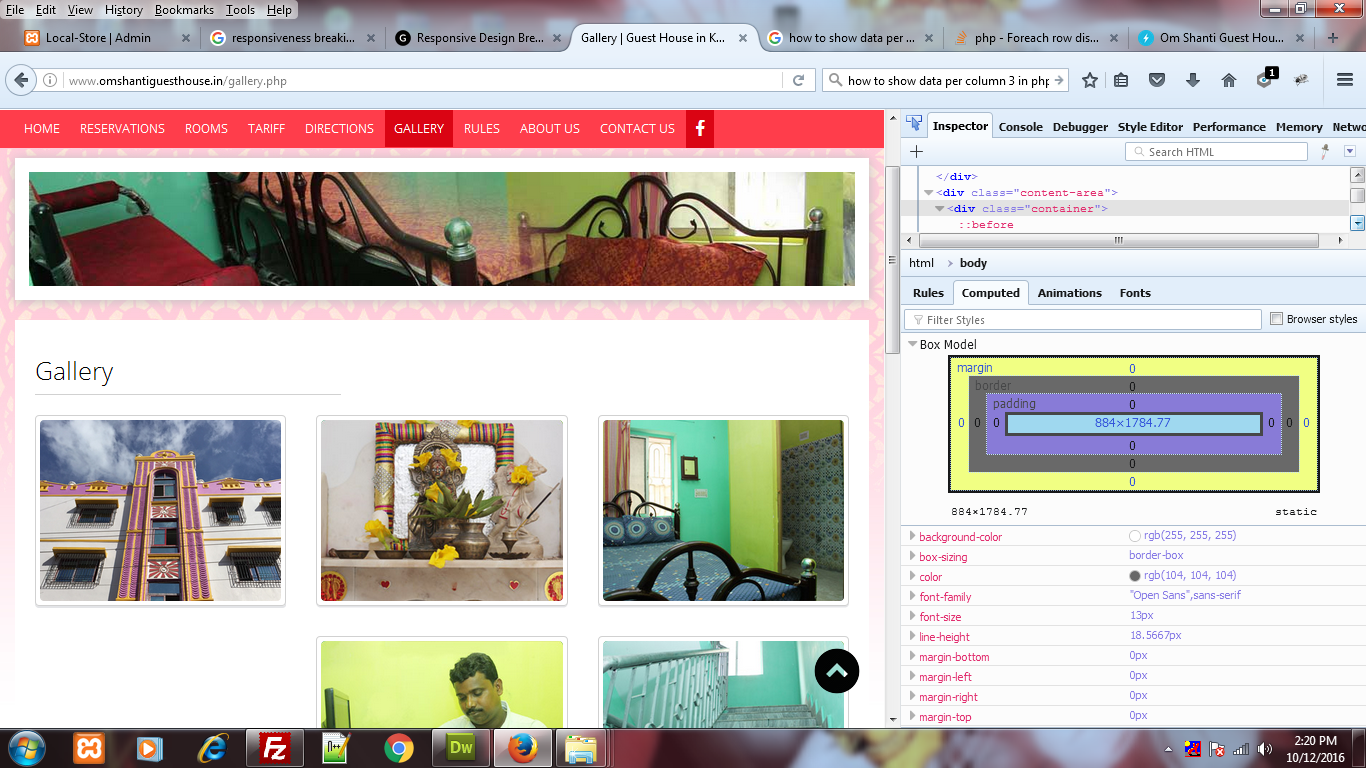 File Edit View History Bookmarks Tools Help
Local-Store | Admin
responsiveness breaki...
Responsive Design Bre...
Gallery | Guest House in K...
how to show data per ...
php - Foreach row dis...
Om Shanti Guest Hou...
www.omshantiguesthouse.in/gallery.php
how to show data per column 3 in php
1
HOME RESERVATIONS ROOMS TARIFF DIRECTIONS GALLERY RULES ABOUT US CONTACT US f
Gallery
Inspector Console Debugger Style Editor Performance Memory Netwo
Search HTML
</div>
<div class="content-area">
<div class="container">
::before
html body
Rules Computed Animations Fonts
Filter Styles
Browser styles
Box Model
margin 0
border 0
padding 0
0 0 0 884×1784.77 0 0 0
0
0
0
884×1784.77 static
background-color rgb(255, 255, 255)
box-sizing border-box
color rgb(104, 104, 104)
font-family "Open Sans",sans-serif
font-size 13px
line-height 18.5667px
margin-bottom 0px
margin-left 0px
margin-right 0px
margin-top 0px
Fz
Dw
2:20 PM
10/12/2016